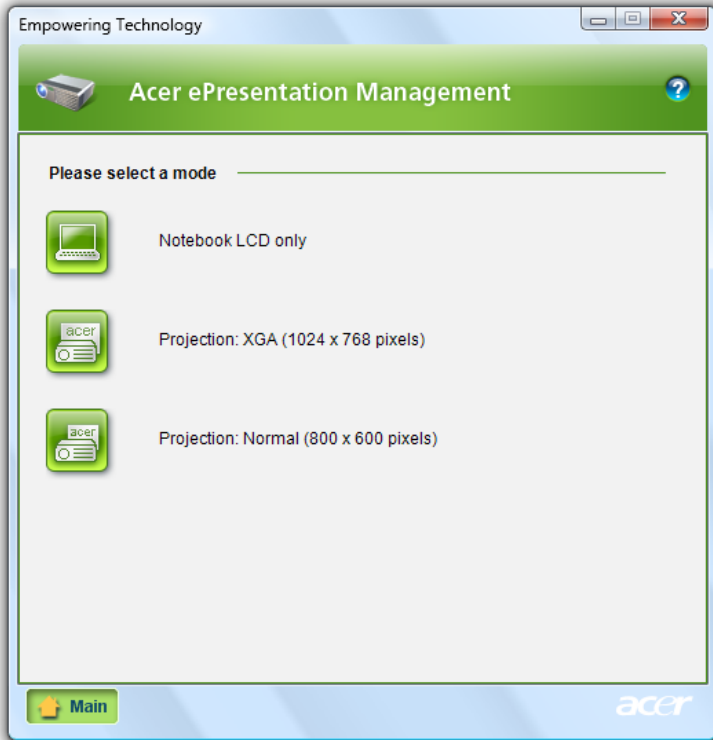 Empowering Technology
Acer ePresentation Management
?
Please select a mode
Notebook LCD only
acer
Projection: XGA (1024 x 768 pixels)
acer
Projection: Normal (800 x 600 pixels)
Main
acer